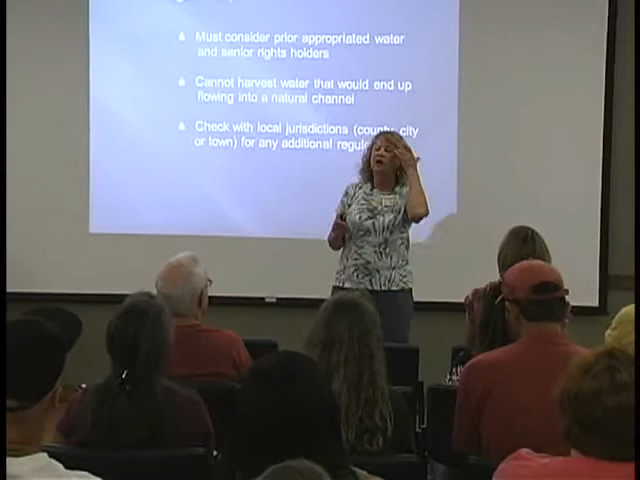 Must consider prior appropriated water
and senior rights holders
Cannot harvest water that would end up
flowing into a natural channel
Check with local jurisdictions (county, city
or town) for any additional